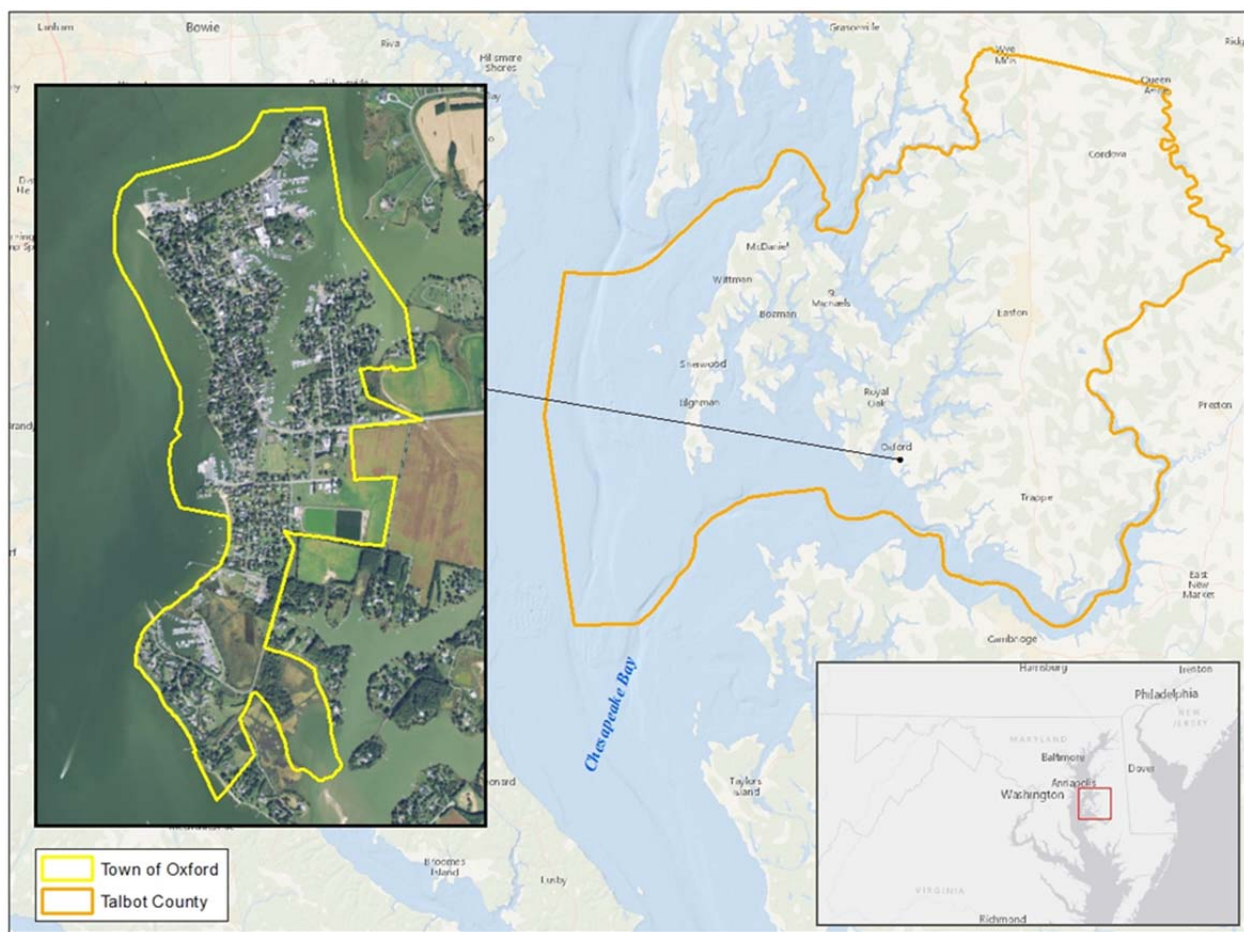 Lanham
Bowie
Riva
Hillsmere
Shores
Grasonville
Wye
Mills
Queen
Cordova
McDaniel
Wittman
St
Michaels
Bozman
Easton
Sherwood
Tilghman
Royal
Oak
Oxford
Preston
Trappe
East
New
Market
Cambridge
Chesapeake Bay
Taylors
Island
Broomes
Island
Lusby
Town of Oxford
Talbot County
Harrisburg
Trenton
Philadelphia
NEW
JERSEY
MARYLAND
Baltimore
Annapolis
Dover
Washington
VIRGINIA
Richmond